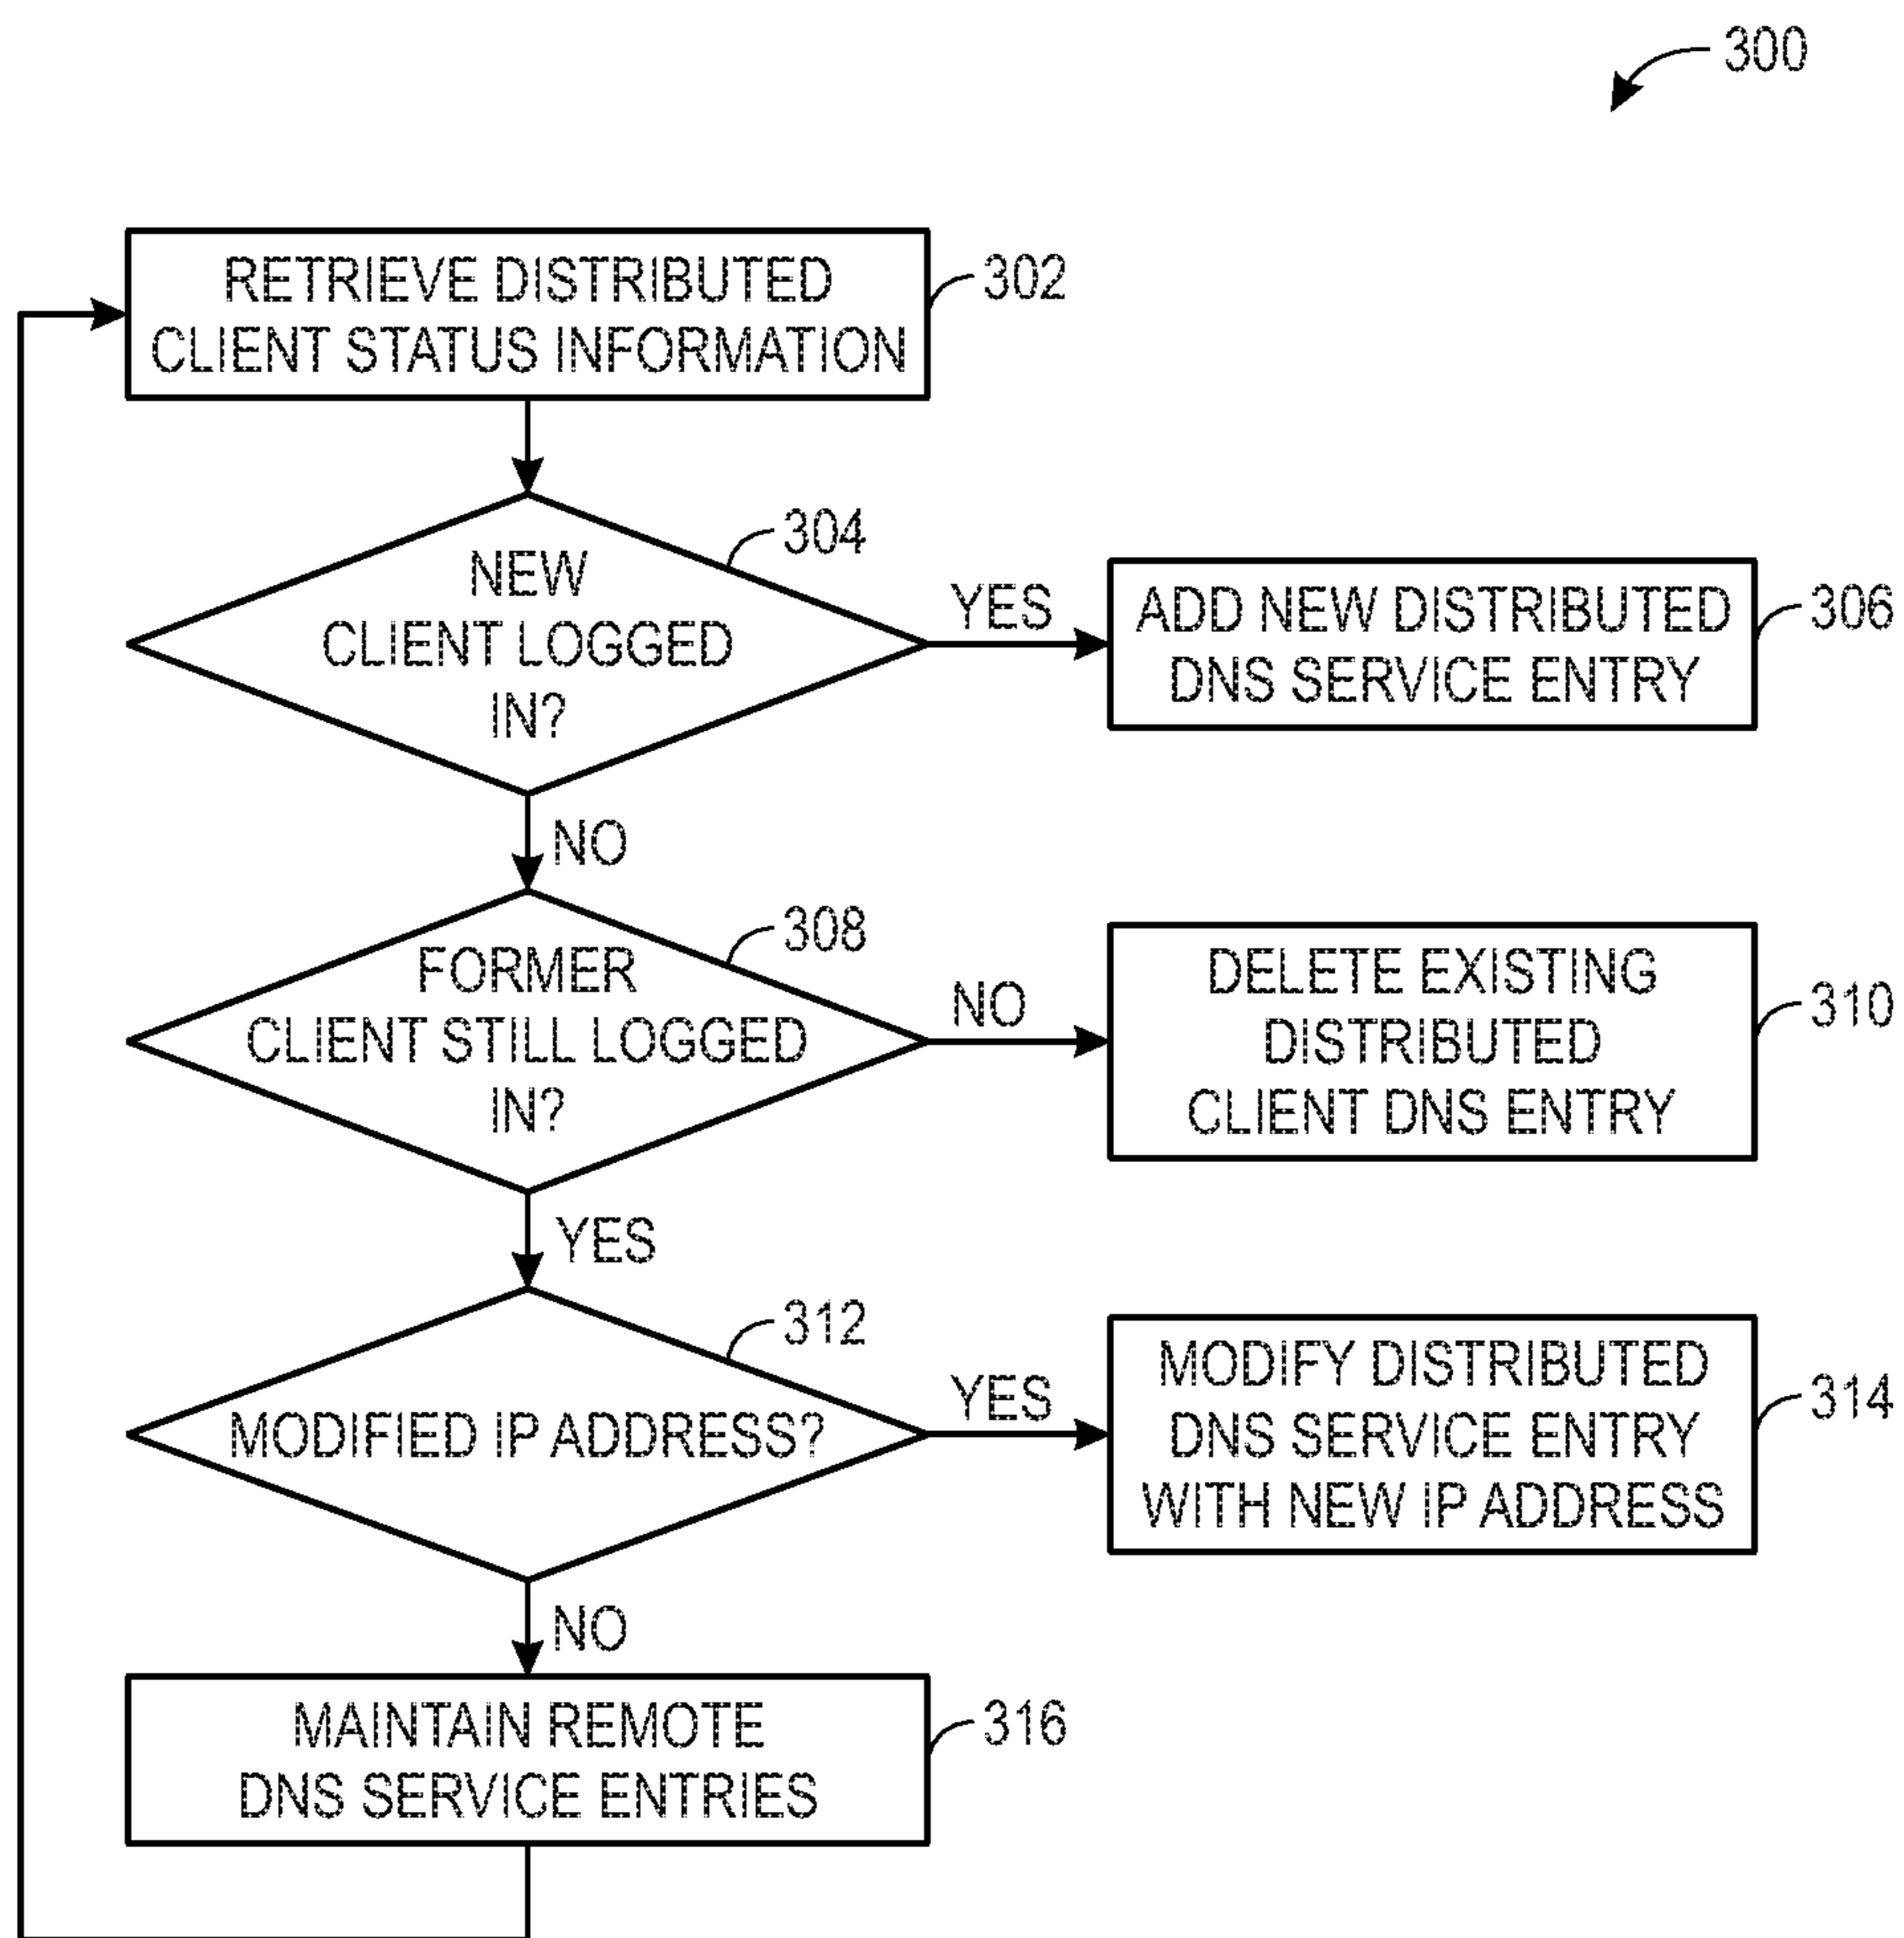 300
RETRIEVE DISTRIBUTED
CLIENT STATUS INFORMATION
302
NEW
CLIENT LOGGED
IN?
304
YES
ADD NEW DISTRIBUTED
DNS SERVICE ENTRY
306
NO
FORMER
CLIENT STILL LOGGED
IN?
308
NO
DELETE EXISTING
DISTRIBUTED
CLIENT DNS ENTRY
310
YES
MODIFIED IP ADDRESS?
312
YES
MODIFY DISTRIBUTED
DNS SERVICE ENTRY
WITH NEW IP ADDRESS
314
NO
MAINTAIN REMOTE
DNS SERVICE ENTRIES
316